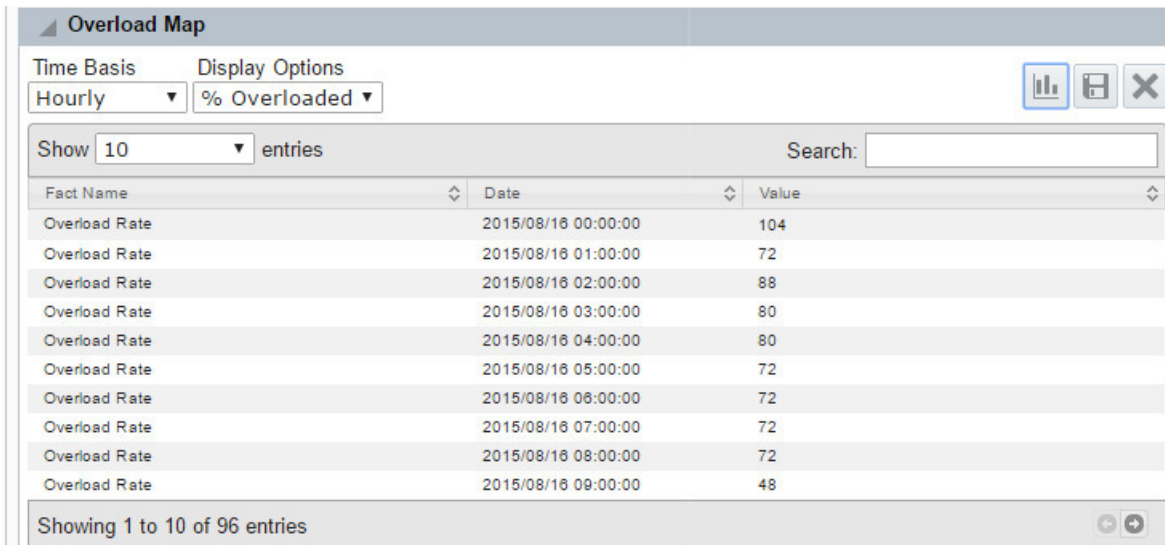 Overload Map
Time Basis Display Options
Hourly % Overloaded
Show 10 entries Search:
Fact Name Date Value
Overload Rate 2015/08/16 00:00:00 104
Overload Rate 2015/08/16 01:00:00 72
Overload Rate 2015/08/16 02:00:00 88
Overload Rate 2015/08/16 03:00:00 80
Overload Rate 2015/08/16 04:00:00 80
Overload Rate 2015/08/16 05:00:00 72
Overload Rate 2015/08/16 06:00:00 72
Overload Rate 2015/08/16 07:00:00 72
Overload Rate 2015/08/16 08:00:00 72
Overload Rate 2015/08/16 09:00:00 48
Showing 1 to 10 of 96 entries